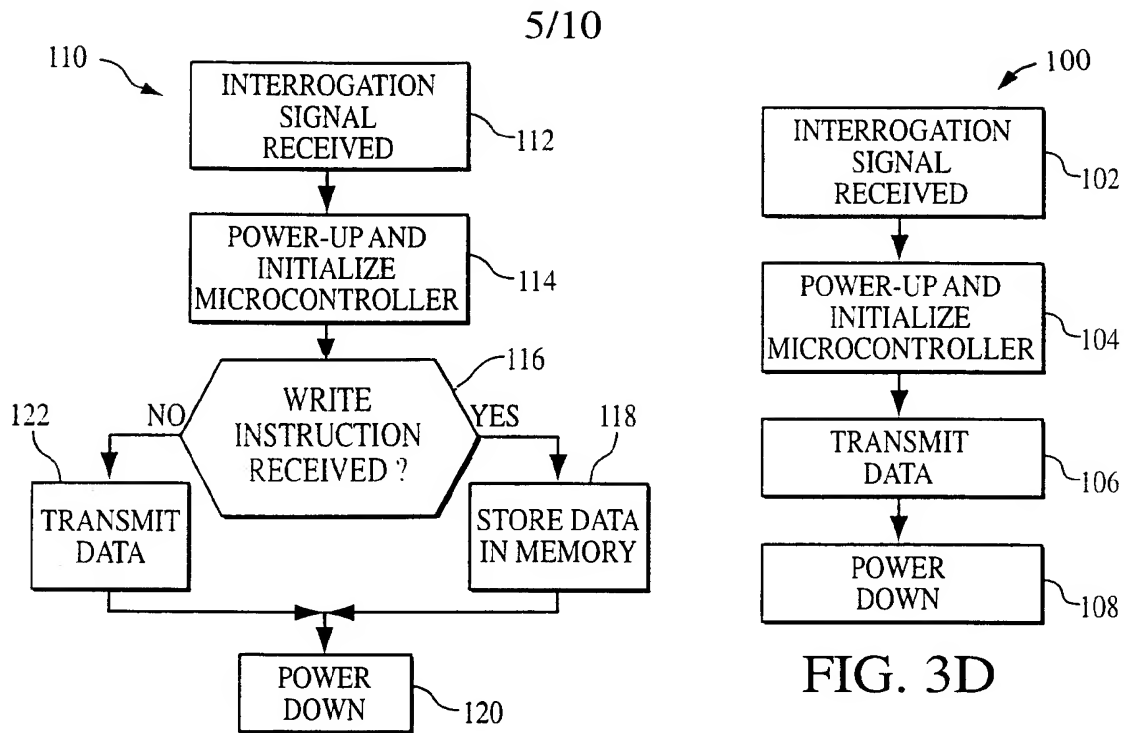 5/10
110
INTERROGATION
SIGNAL
RECEIVED
112
POWER-UP AND
INITIALIZE
MICROCONTROLLER
114
116
WRITE
INSTRUCTION
RECEIVED ?
NO
YES
122
TRANSMIT
DATA
118
STORE DATA
IN MEMORY
POWER
DOWN
120
100
INTERROGATION
SIGNAL
RECEIVED
102
POWER-UP AND
INITIALIZE
MICROCONTROLLER
104
TRANSMIT
DATA
106
POWER
DOWN
108
FIG. 3D